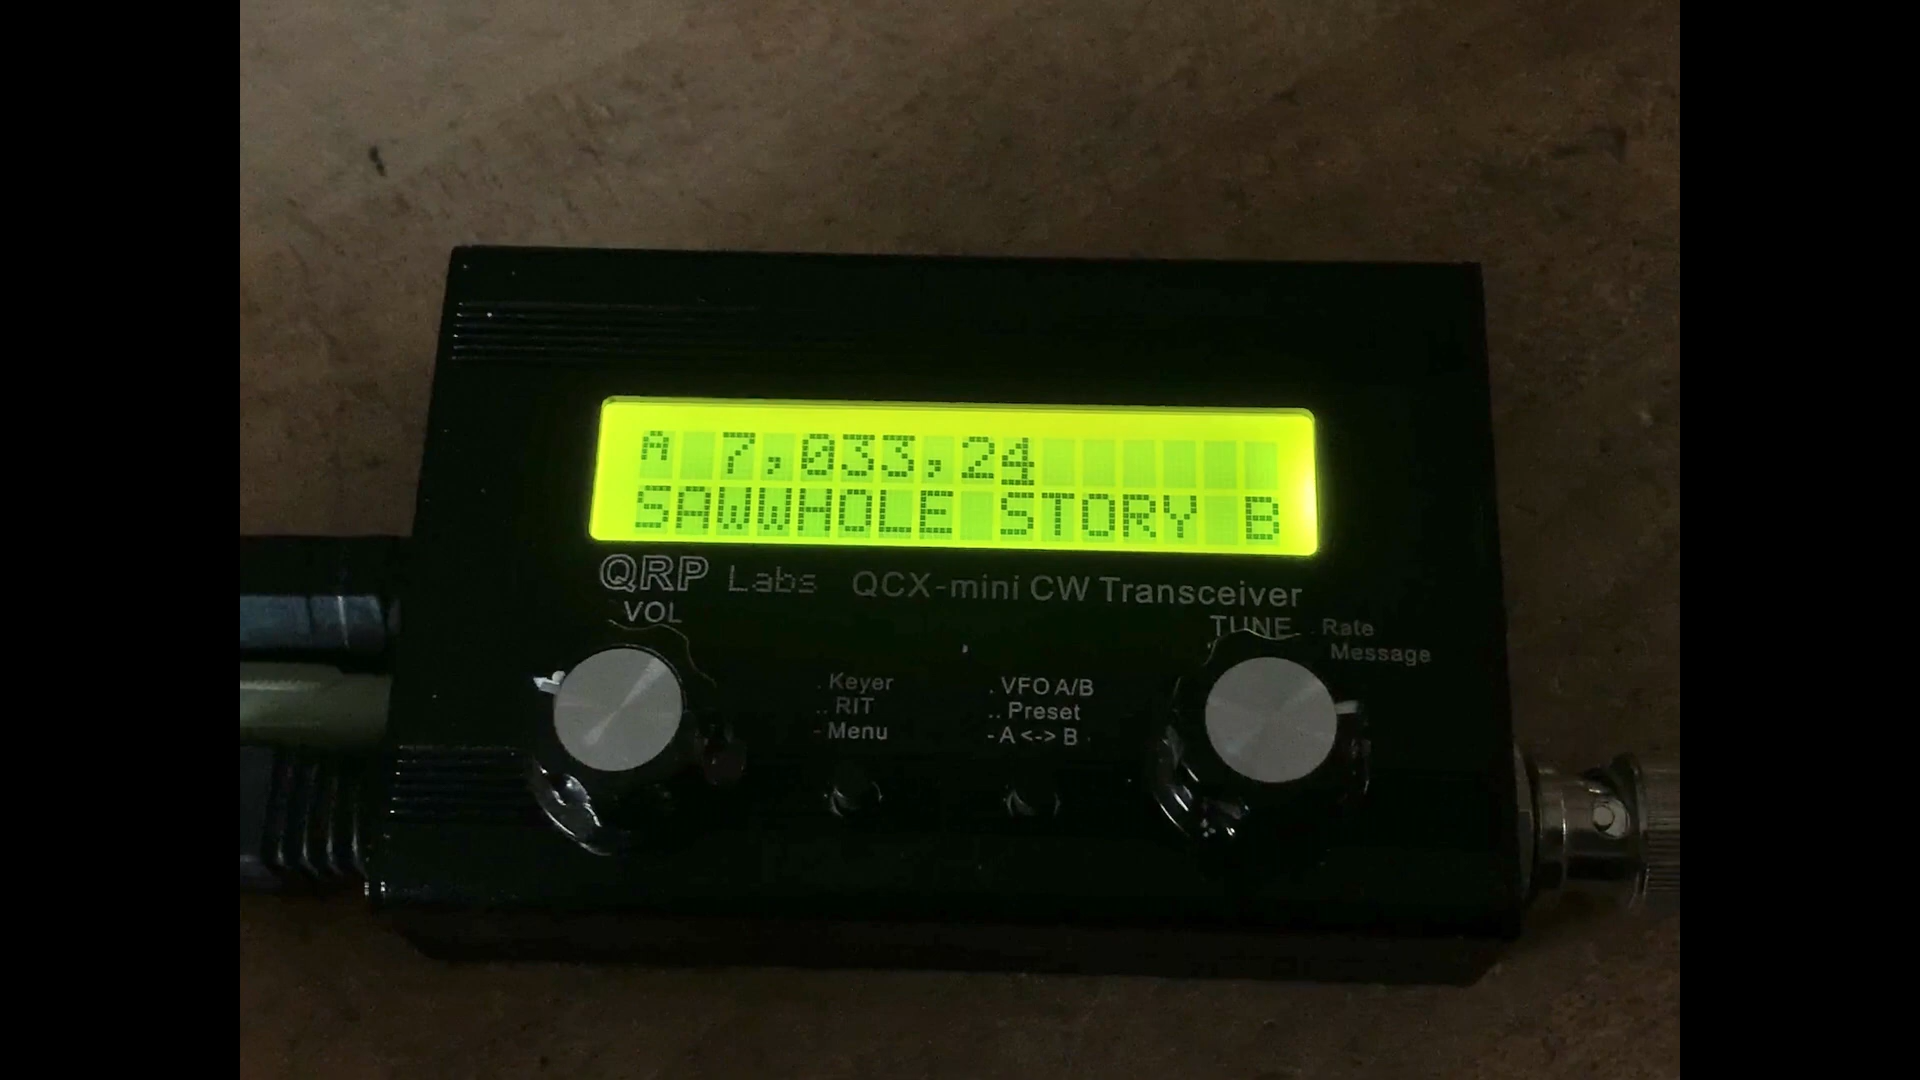 A 7,033,24
SAWWHOLE STORY B
QRP Labs QCX-mini CW Transceiver
VOL
TUNE
. Rate
Message
. Keyer
.. RIT
- Menu
. VFO A/B
.. Preset
- A <-> B